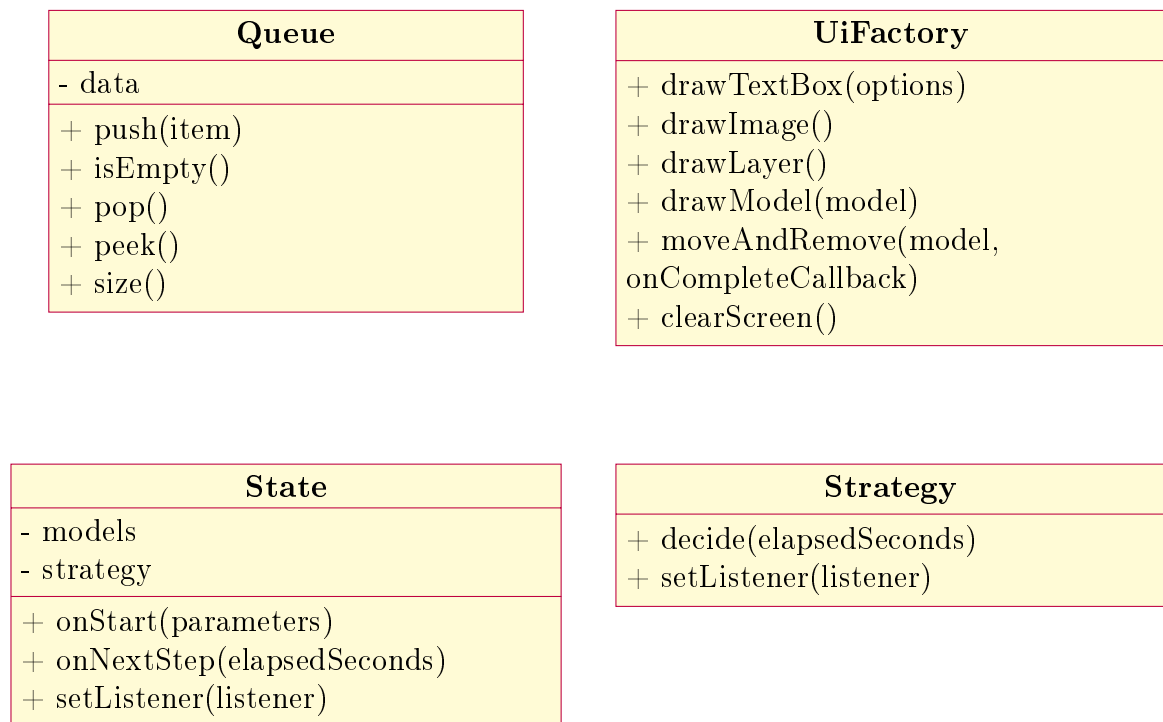 Queue
- data
+ push(item)
+ isEmpty()
+ pop()
+ peek()
+ size()
UiFactory
+ drawTextBox(options)
+ drawImage()
+ drawLayer()
+ drawModel(model)
+ moveAndRemove(model,
onCompleteCallback)
+ clearScreen()
State
- models
- strategy
+ onStart(parameters)
+ onNextStep(elapsedSeconds)
+ setListener(listener)
Strategy
+ decide(elapsedSeconds)
+ setListener(listener)